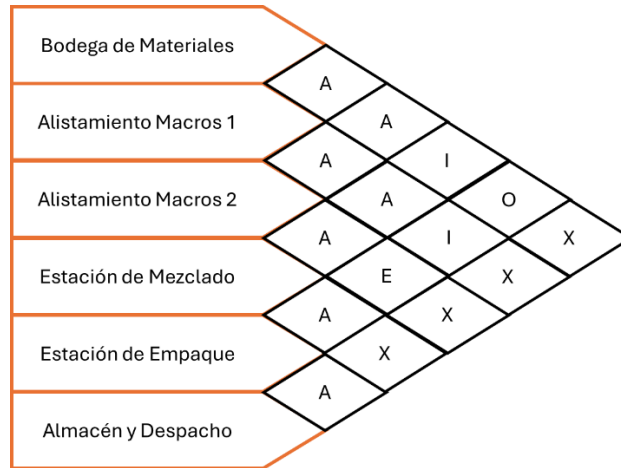 Bodega de Materiales
A
Alistamiento Macros 1
A
A
I
Alistamiento Macros 2
A
O
A
I
X
Estación de Mezclado
E
X
A
X
Estación de Empaque
X
A
Almacén y Despacho